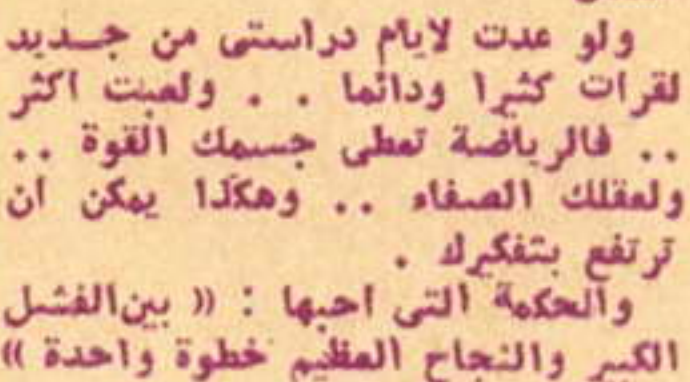 ولو عدت لايام دراستى من جديد
لقرات كثيرا ودائما . . ولعبت اكثر
.. فالرياضة تعطى جسمك القوة ..
ولعقلك الصفاء .. وهكذا يمكن ان
ترتفع بتفكيرك .
والحكمة التى احبها : (( بين الفشل
الكبير والنجاح العظيم خطوة واحدة ))